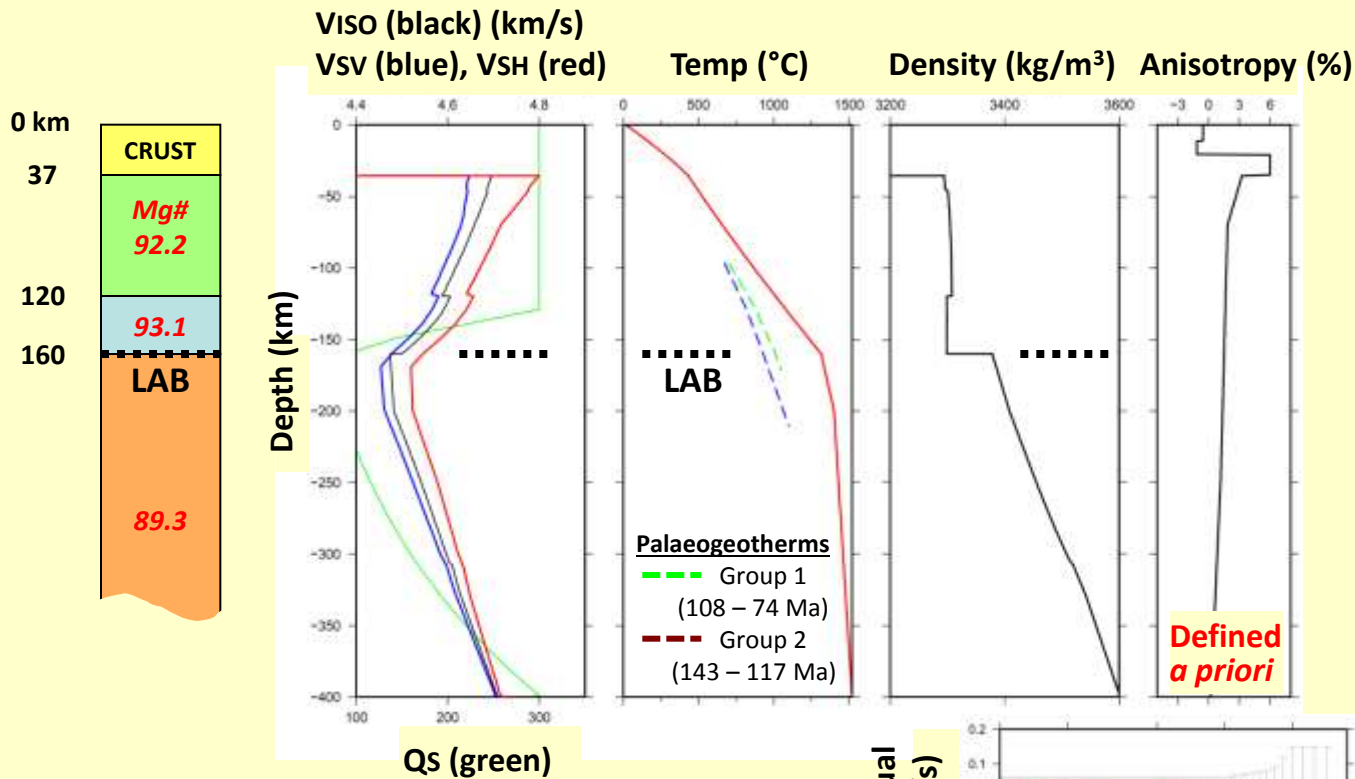 VISO (black) (km/s)
VSV (blue), VSH (red)
Temp (°C)
Density (kg/m³)
Anisotropy (%)
4.4 4.6 4.8
0 500 1000 1500
3200 3400 3600
−3 0 3 6
0 km
CRUST
37
Mg#
92.2
120
93.1
160
LAB
89.3
Depth (km)
0
−50
−100
−150
−200
−250
−300
−350
−400
LAB
Palaeogeotherms
Group 1
(108 – 74 Ma)
Group 2
(143 – 117 Ma)
Defined
a priori
100 200 300
QS (green)
0.2
0.1